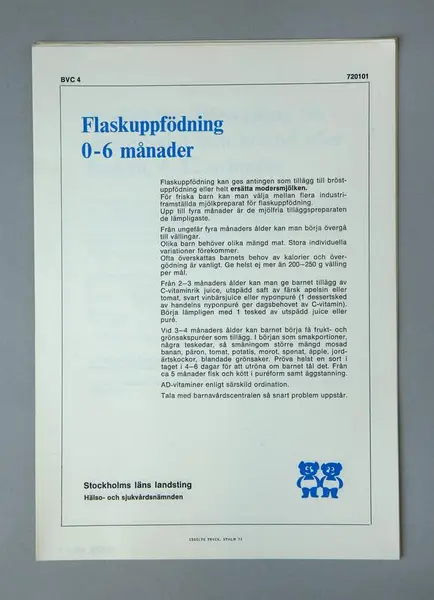 BVC 4
720101
Flaskuppfödning
0-6 månader
Flaskuppfödning kan ges antingen som tillägg till bröst-
uppfödning eller helt ersätta modersmjölken.
För friska barn kan man välja mellan flera industri-
framställda mjölkpreparat för flaskuppfödning.
Upp till fyra månader är de mjölfria tilläggspreparaten
de lämpligaste.
Från ungefär fyra månaders ålder kan man börja övergå
till vällingar.
Olika barn behöver olika mängd mat. Stora individuella
variationer förekommer.
Ofta överskattas barnets behov av kalorier och över-
gödning är vanligt. Ge helst ej mer än 200–250 g välling
per mål.
Från 2–3 månaders ålder kan man ge barnet tillägg av
C-vitaminrik juice, utspädd saft av färsk apelsin eller
tomat, svart vinbärsjuice eller nyponpuré (1 dessertsked
av handelns nyponpuré ger dagsbehovet av C-vitamin).
Börja lämpligen med 1 tesked av utspädd juice eller
puré.
Vid 3–4 månaders ålder kan barnet börja få frukt- och
grönsakspuréer som tillägg. I början som smakportioner,
några teskedar, så småningom större mängd mosad
banan, päron, tomat, potatis, morot, spenat, äpple, jord-
ärtskockor, blandade grönsaker. Pröva helst en sort i
taget i 4–6 dagar för att utröna om barnet tål det. Från
ca 5 månader fisk och kött i puréform samt äggstanning.
AD-vitaminer enligt särskild ordination.
Tala med barnavårdscentralen så snart problem uppstår.
Stockholms läns landsting
Hälso- och sjukvårdsnämnden
ESSELTE TRYCK, STHLM 73